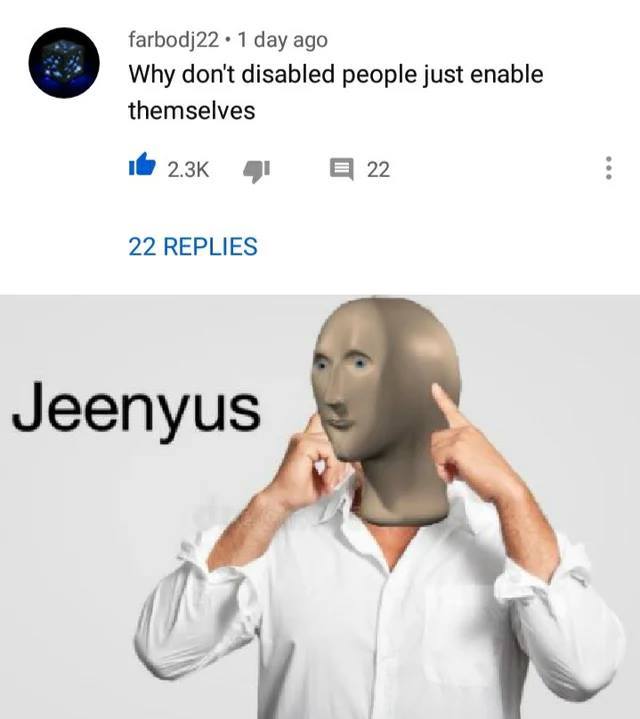 farbodj22 • 1 day ago
Why don't disabled people just enable
themselves
2.3K 22
22 REPLIES
Jeenyus